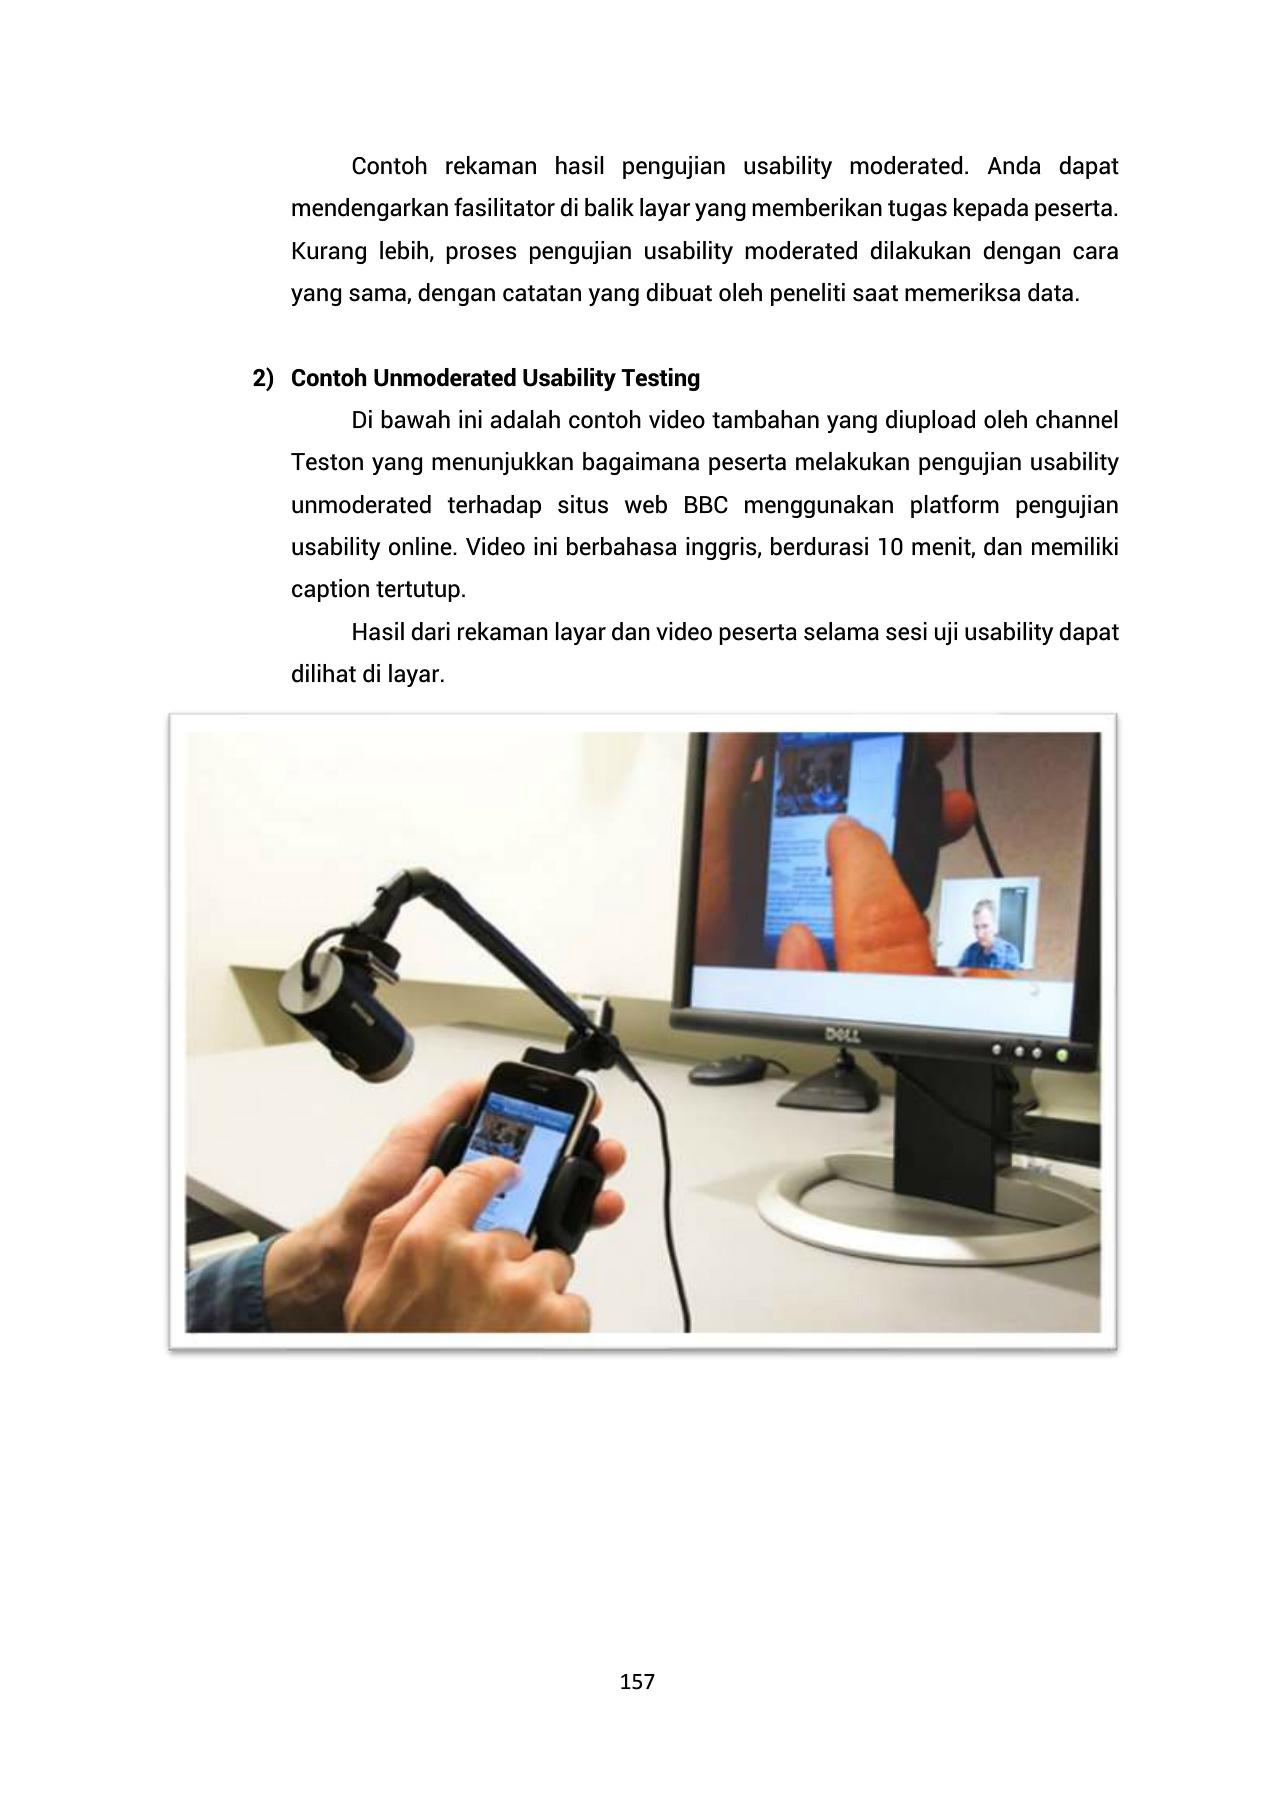 Contoh rekaman hasil pengujian usability moderated. Anda dapat
mendengarkan fasilitator di balik layar yang memberikan tugas kepada peserta.
Kurang lebih, proses pengujian usability moderated dilakukan dengan cara
yang sama, dengan catatan yang dibuat oleh peneliti saat memeriksa data.
2) Contoh Unmoderated Usability Testing
Di bawah ini adalah contoh video tambahan yang diupload oleh channel
Teston yang menunjukkan bagaimana peserta melakukan pengujian usability
unmoderated terhadap situs web BBC menggunakan platform pengujian
usability online. Video ini berbahasa inggris, berdurasi 10 menit, dan memiliki
caption tertutup.
Hasil dari rekaman layar dan video peserta selama sesi uji usability dapat
dilihat di layar.
DELL
157